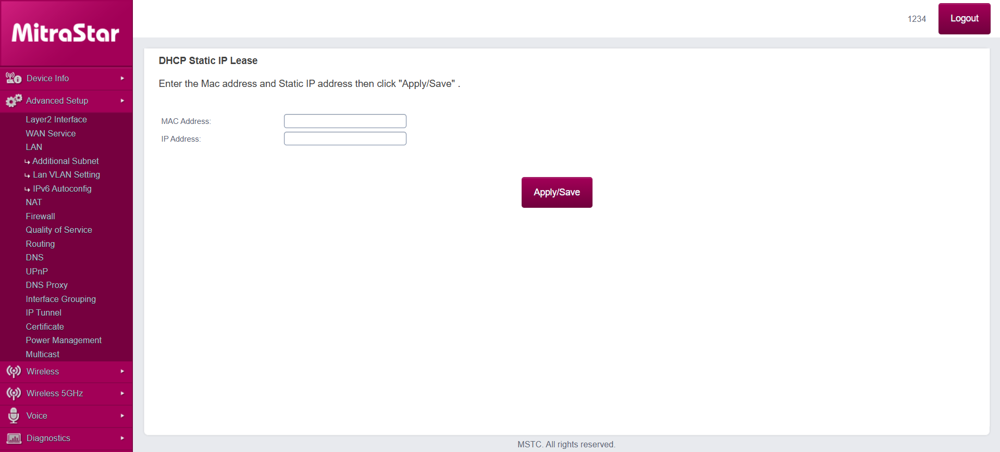 MitraStar
1234
Logout
Device Info
Advanced Setup
Layer2 Interface
WAN Service
LAN
Additional Subnet
Lan VLAN Setting
IPv6 Autoconfig
NAT
Firewall
Quality of Service
Routing
DNS
UPnP
DNS Proxy
Interface Grouping
IP Tunnel
Certificate
Power Management
Multicast
Wireless
Wireless 5GHz
Voice
Diagnostics
DHCP Static IP Lease
Enter the Mac address and Static IP address then click "Apply/Save" .
MAC Address:
IP Address:
Apply/Save
MSTC. All rights reserved.